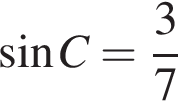 sin C = 3/7